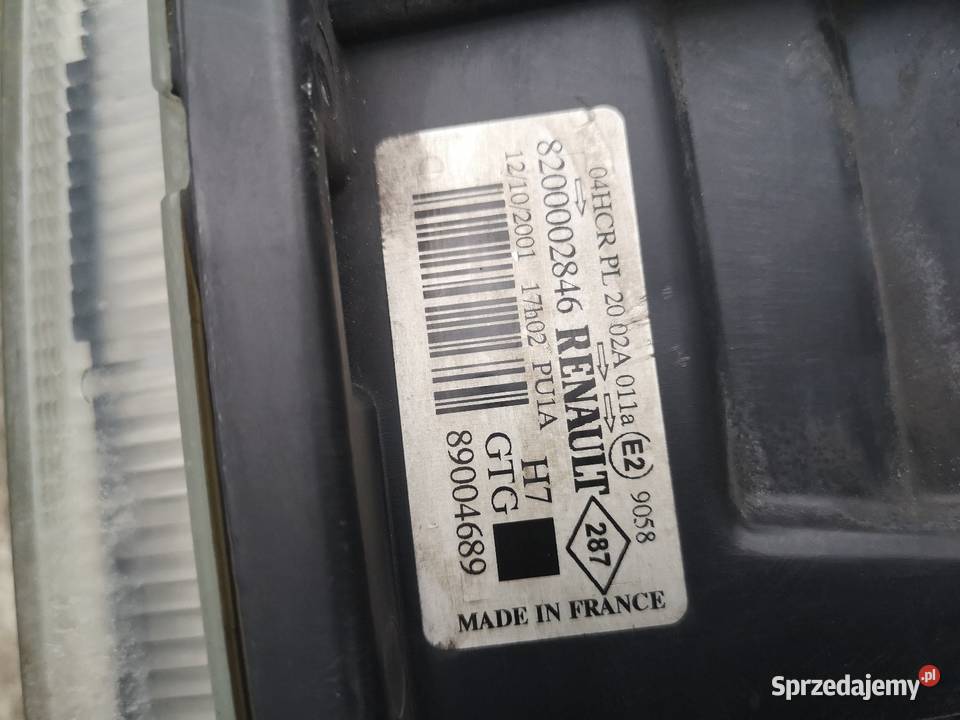 04HCR PL 20 02A 011a E2 9058
8200002846 RENAULT 287
12/10/2001 17h02 PU1A
H7
GTG
89004689
MADE IN FRANCE
Sprzedajemy.pl